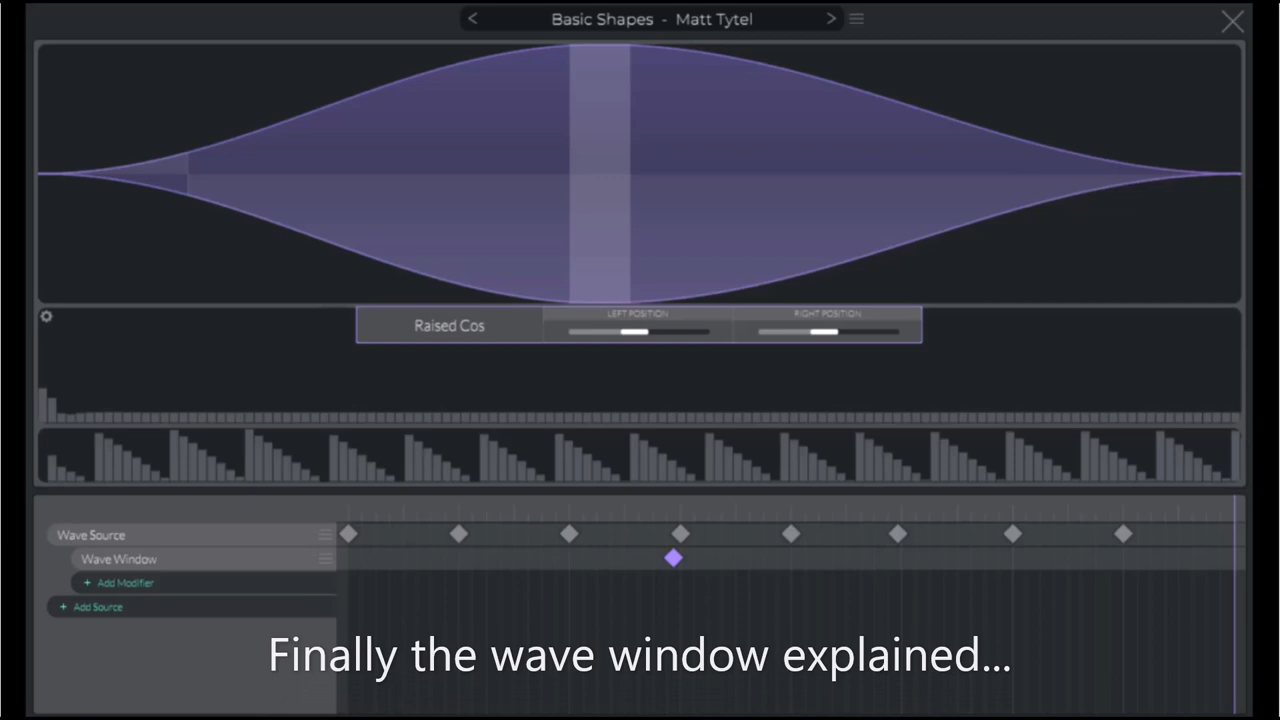 Basic Shapes - Matt Tytel
Raised Cos
LEFT POSITION
RIGHT POSITION
Wave Source
Wave Window
+ Add Modifier
+ Add Source
Finally the wave window explained...